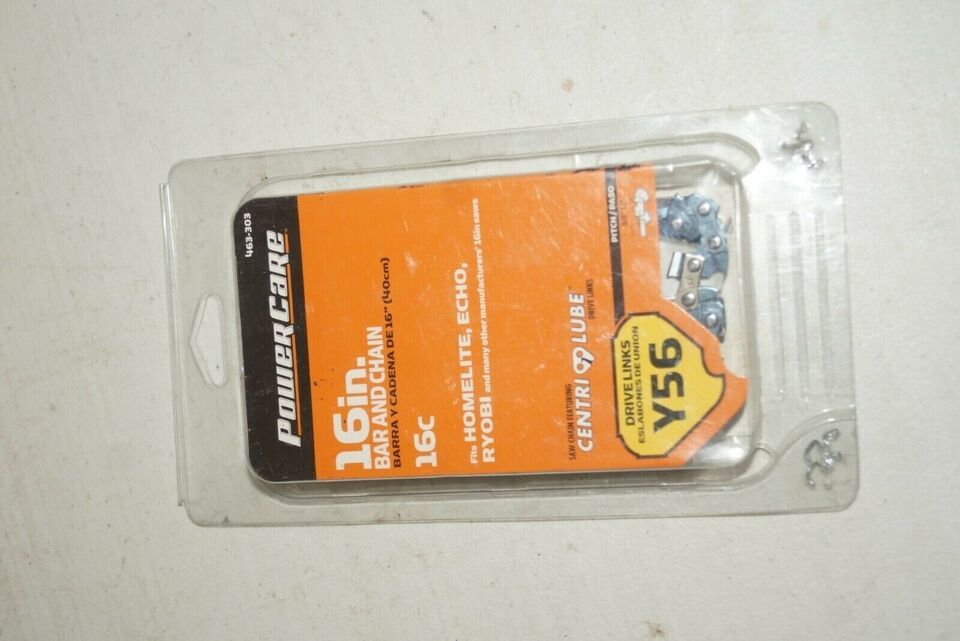 463-303
POWERCARE
16in.
BAR AND CHAIN
BARRA Y CADENA DE 16" (40cm)
16C
Fits HOMELITE, ECHO,
RYOBI and many other manufacturers' 16in saws
SAW CHAIN FEATURING
CENTRI LUBE™
DRIVE LINKS
PITCH/PASO
DRIVE LINKS
ESLABONES DE UNION
Y56